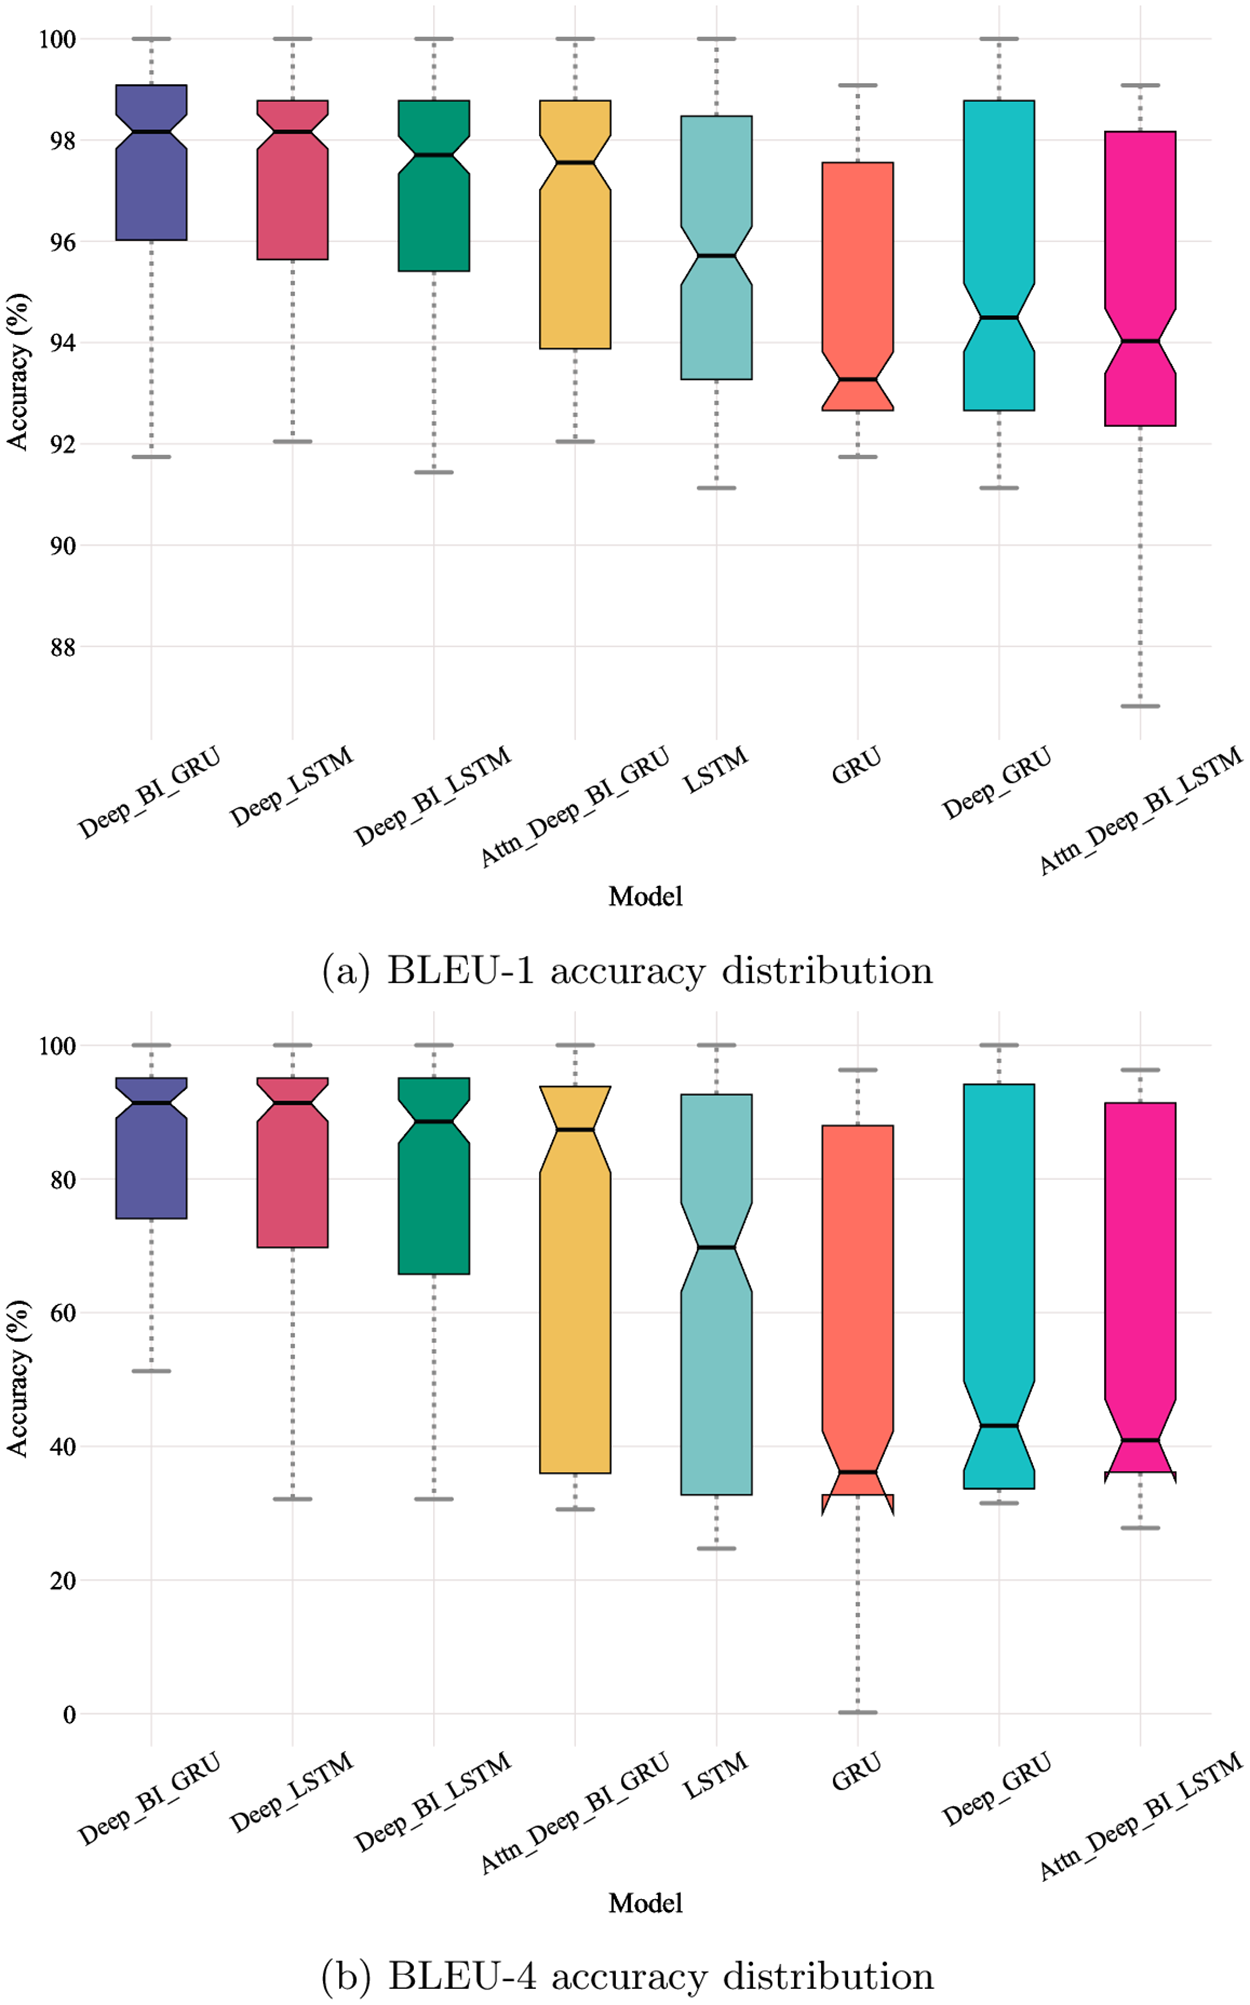 100
98
96
94
92
90
88
Accuracy (%)
Deep_BI_GRU
Deep_LSTM
Deep_BI_LSTM
Attn_Deep_BI_GRU
LSTM
GRU
Deep_GRU
Attn_Deep_BI_LSTM
Model
(a) BLEU-1 accuracy distribution
100
80
60
40
20
0
Accuracy (%)
Deep_BI_GRU
Deep_LSTM
Deep_BI_LSTM
Attn_Deep_BI_GRU
LSTM
GRU
Deep_GRU
Attn_Deep_BI_LSTM
Model
(b) BLEU-4 accuracy distribution